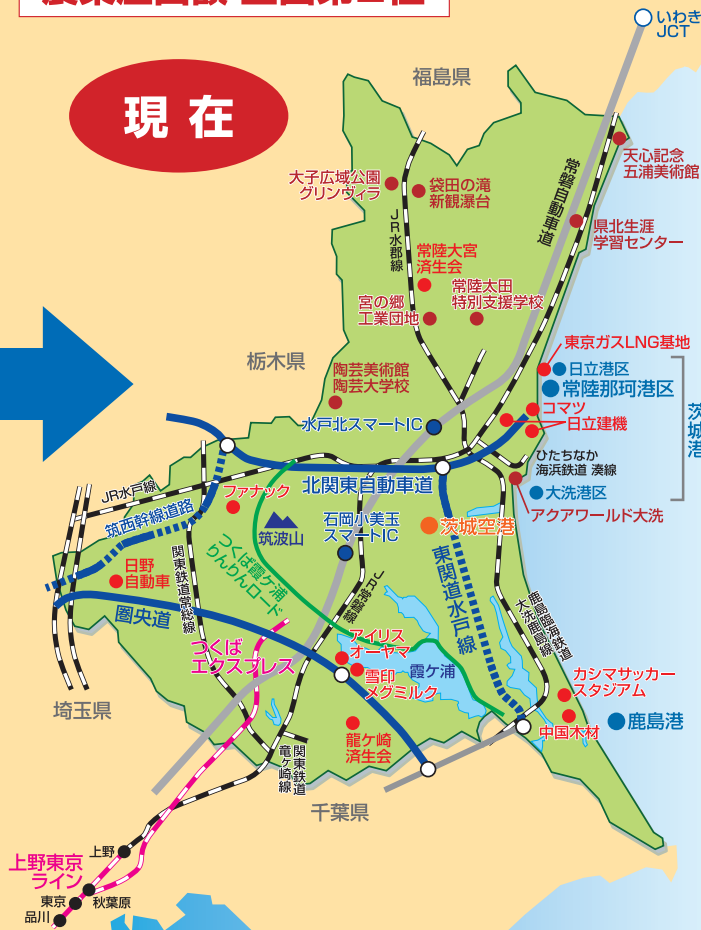 いわき
JCT
福島県
現 在
天心記念
五浦美術館
常磐自動車道
大子広域公園
グリンヴィラ
袋田の滝
新観瀑台
JR水郡線
県北生涯
学習センター
常陸大宮
済生会
常陸太田
特別支援学校
宮の郷
工業団地
栃木県
東京ガスLNG基地
日立港区
常陸那珂港区
陶芸美術館
陶芸大学校
コマツ
日立建機
茨城港
水戸北スマートIC
ひたちなか
海浜鉄道 湊線
大洗港区
アクアワールド大洗
北関東自動車道
JR水戸線
ファナック
筑西幹線道路
筑波山
石岡小美玉
スマートIC
茨城空港
つくば霞ケ浦
りんりんロード
関東鉄道常総線
日野
自動車
東関道水戸線
JR常磐線
鹿島臨海鉄道
大洗鹿島線
圏央道
つくば
エクスプレス
アイリス
オーヤマ
霞ケ浦
雪印
メグミルク
カシマサッカー
スタジアム
埼玉県
中国木材
鹿島港
龍ケ崎
済生会
関東鉄道
竜ヶ崎線
千葉県
上野
上野東京
ライン
東京
秋葉原
品川